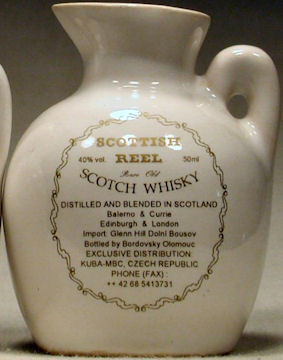 SCOTTISH
40% vol. REEL 50ml
Rare Old
SCOTCH WHISKY
DISTILLED AND BLENDED IN SCOTLAND
Balerno & Currie
Edinburgh & London
Import Glenn Hill Dolní Bousov
Bottled by Bordovsky Olomouc
EXCLUSIVE DISTRIBUTION:
KUBA-MBC, CZECH REPUBLIC
PHONE (FAX) :
++ 42 68 5413731